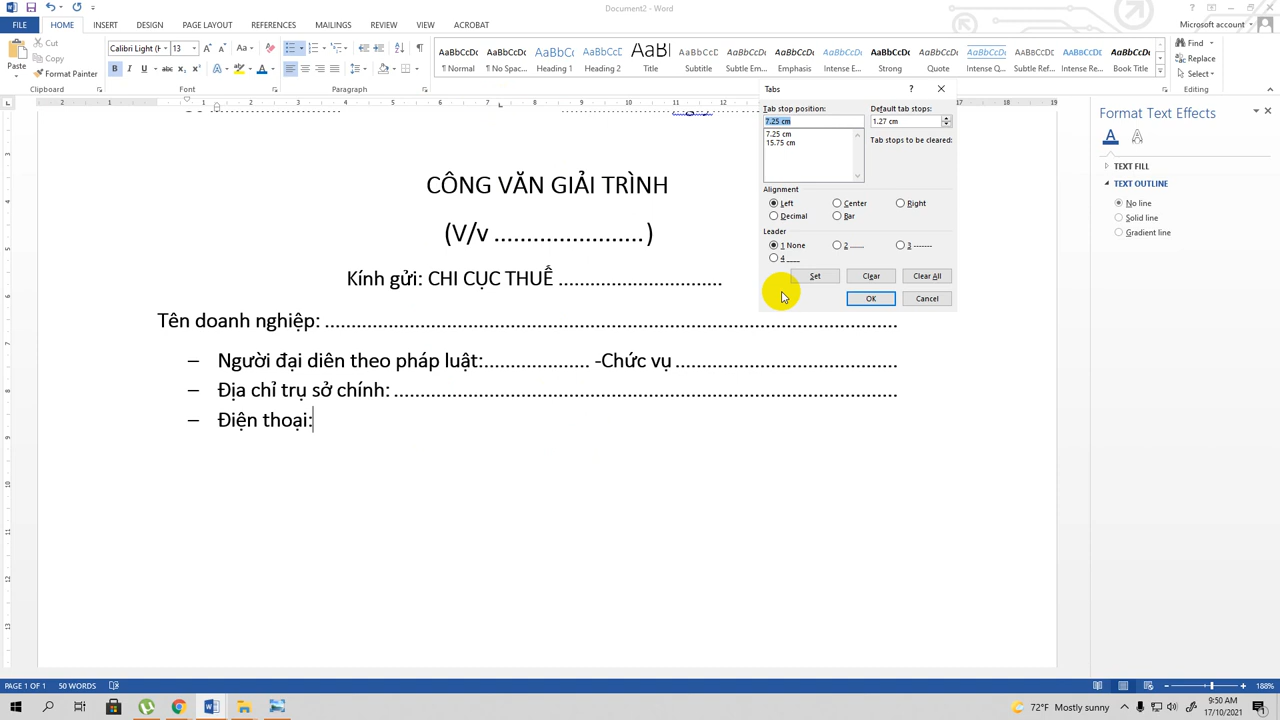 Document2 - Word
FILE HOME INSERT DESIGN PAGE LAYOUT REFERENCES MAILINGS REVIEW VIEW ACROBAT Microsoft account
Paste Cut Copy Format Painter
Calibri Light (H 13
¶ Normal ¶ No Spac... Heading 1 Heading 2 Title Subtitle Subtle Em... Emphasis Intense E... Strong Quote Intense Q... Subtle Ref... Intense Re... Book Title
Find Replace Select
Clipboard Font Paragraph Styles Editing
Tabs
Tab stop position: Default tab stops:
7.25 cm 1.27 cm
7.25 cm
15.75 cm
Tab stops to be cleared:
Alignment
Left Center Right
Decimal Bar
Leader
1 None 2 ...... 3 -------
4 ____
Set Clear Clear All
OK Cancel
CÔNG VĂN GIẢI TRÌNH
(V/v .......................)
Kính gửi: CHI CỤC THUẾ .............................
Tên doanh nghiệp: ......................................................................................................
– Người đại diên theo pháp luật:................... -Chức vụ .......................................
– Địa chỉ trụ sở chính: .........................................................................................
– Điện thoại:
Format Text Effects
TEXT FILL
TEXT OUTLINE
No line
Solid line
Gradient line
PAGE 1 OF 1 50 WORDS 188%
72°F Mostly sunny 9:50 AM
17/10/2021